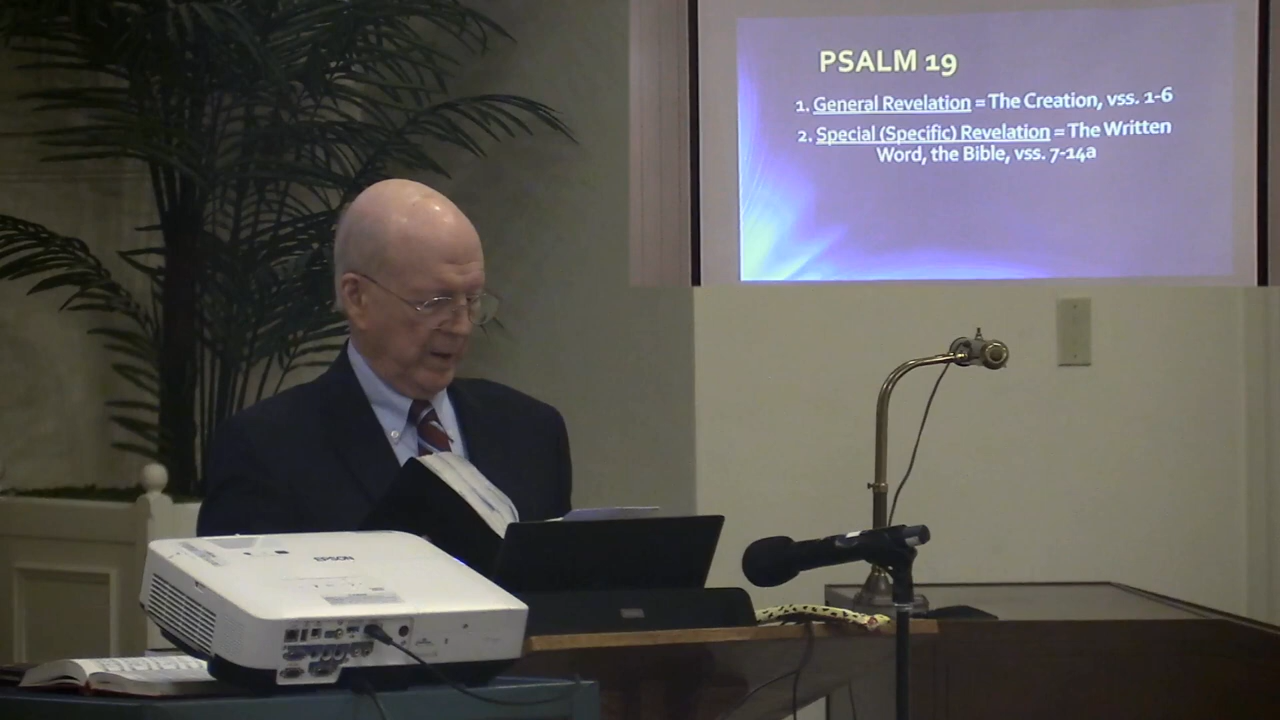 PSALM 19
1. General Revelation = The Creation, vss. 1-6
2. Special (Specific) Revelation = The Written
Word, the Bible, vss. 7-14a
EPSON